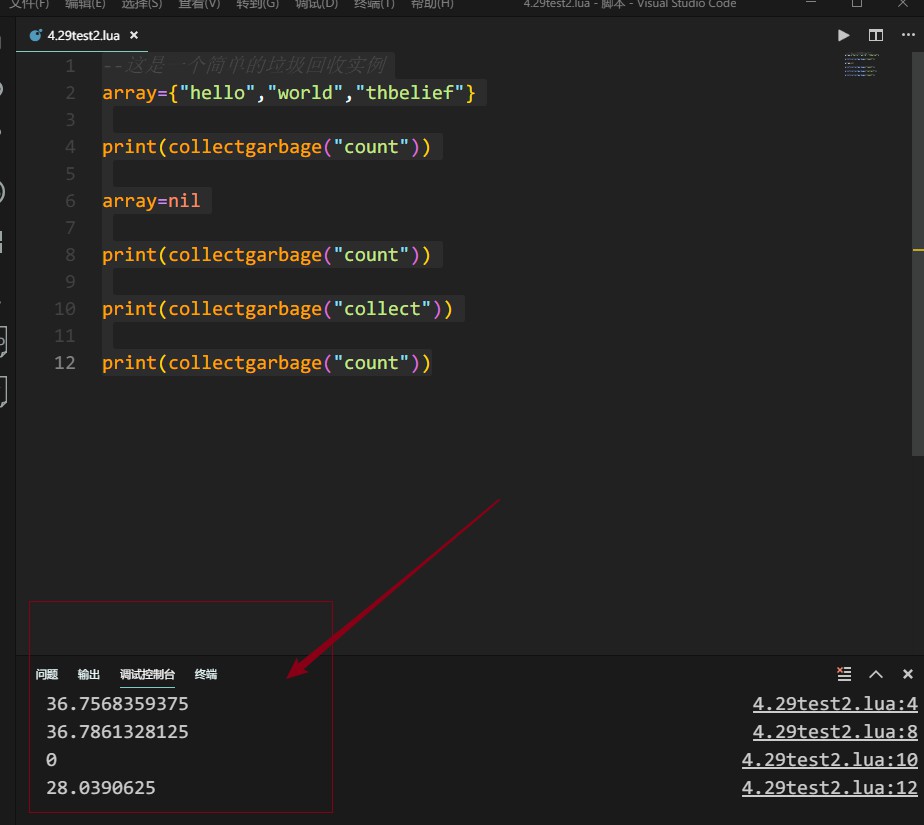 文件(F) 编辑(E) 选择(S) 查看(V) 转到(G) 调试(D) 终端(T) 帮助(H) 4.29test2.lua - 脚本 - Visual Studio Code
4.29test2.lua
1 --这是一个简单的垃圾回收实例
2 array={"hello","world","thbelief"}
3
4 print(collectgarbage("count"))
5
6 array=nil
7
8 print(collectgarbage("count"))
9
10 print(collectgarbage("collect"))
11
12 print(collectgarbage("count"))
问题 输出 调试控制台 终端
36.7568359375 4.29test2.lua:4
36.7861328125 4.29test2.lua:8
0 4.29test2.lua:10
28.0390625 4.29test2.lua:12